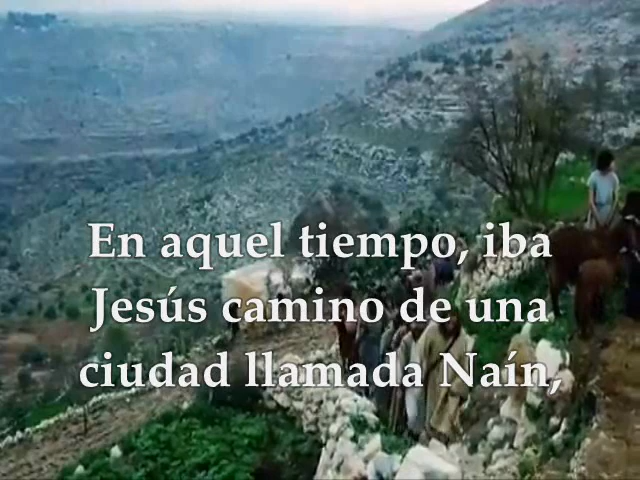 En aquel tiempo, iba
Jesús camino de una
ciudad llamada Naín,